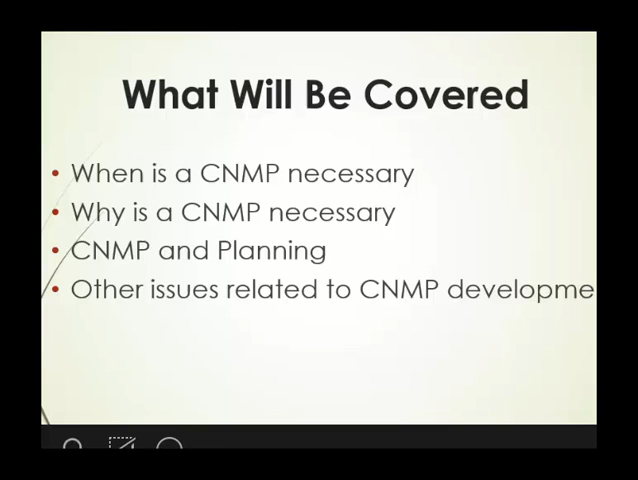 What Will Be Covered
• When is a CNMP necessary
• Why is a CNMP necessary
• CNMP and Planning
• Other issues related to CNMP developme